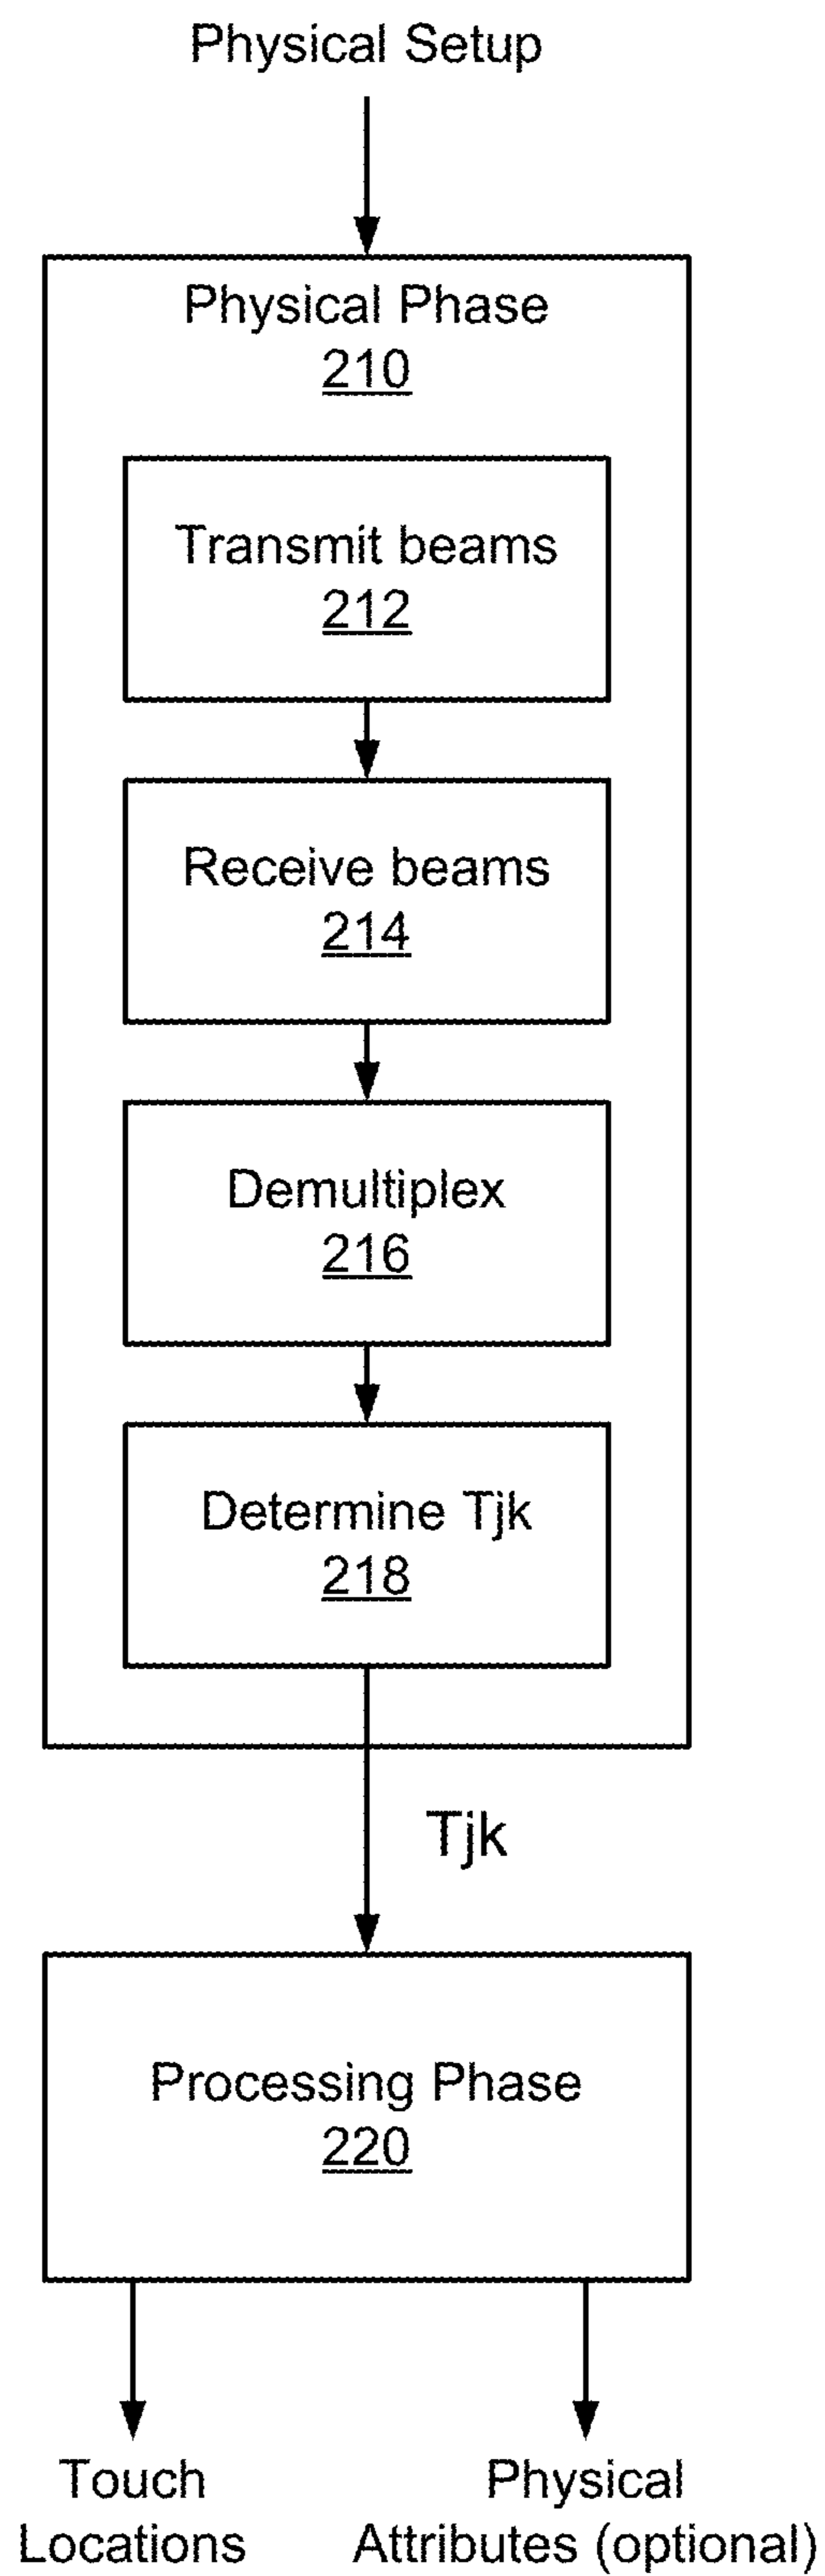 Physical Setup
Physical Phase
210
Transmit beams
212
Receive beams
214
Demultiplex
216
Determine Tjk
218
Tjk
Processing Phase
220
Touch
Locations
Physical
Attributes (optional)